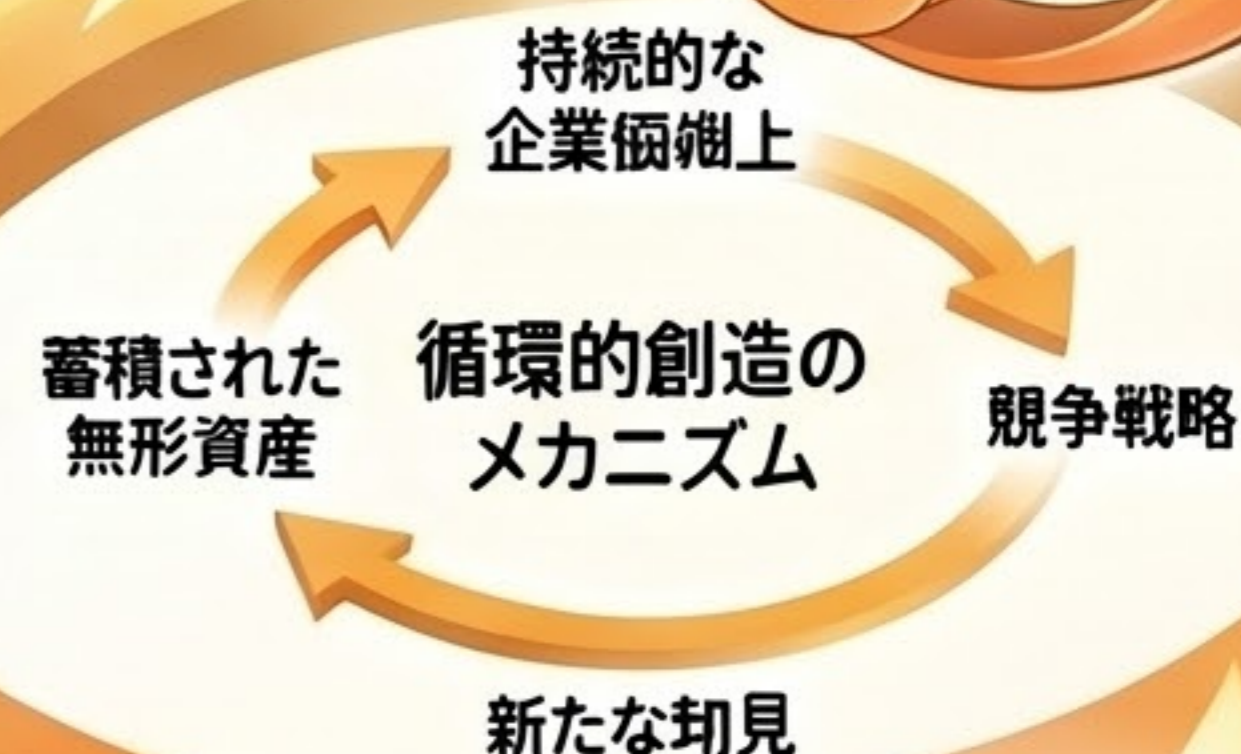 持続的な
企業 上
循環的創造の
メカニズム
蓄積された
無形資産
競争戦略
新たな 見